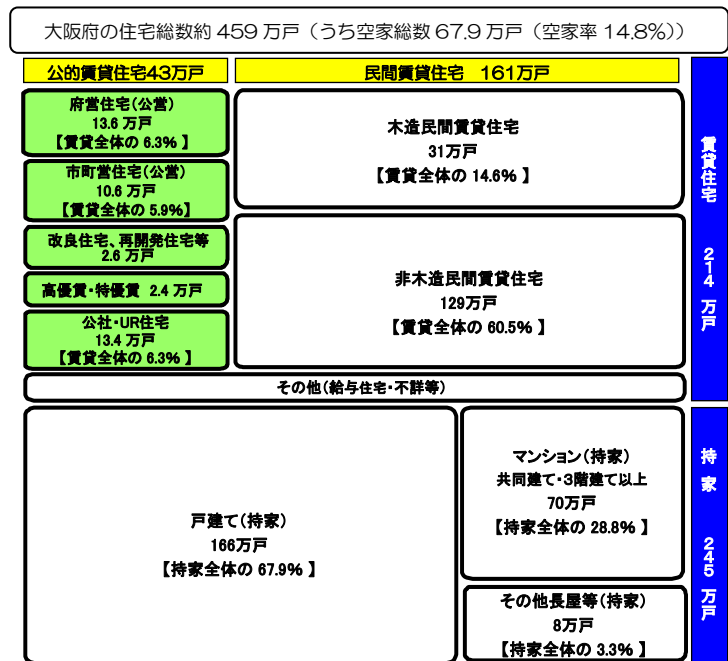 大阪府の住宅総数約 459 万戸（うち空家総数 67.9 万戸（空家率 14.8%））
公的賃貸住宅43万戸
民間賃貸住宅　161万戸
府営住宅（公営）
13.6 万戸
【賃貸全体の 6.3% 】
市町営住宅（公営）
10.6 万戸
【賃貸全体の 5.9%】
改良住宅、再開発住宅等
2.6 万戸
高優賃・特優賃 2.4 万戸
公社・UR住宅
13.4 万戸
【賃貸全体の 6.3% 】
木造民間賃貸住宅
31万戸
【賃貸全体の 14.6% 】
非木造民間賃貸住宅
129万戸
【賃貸全体の 60.5% 】
賃貸住宅　214万戸
その他（給与住宅・不詳等）
戸建て（持家）
166万戸
【持家全体の 67.9% 】
マンション（持家）
共同建て・3階建て以上
70万戸
【持家全体の 28.8% 】
その他長屋等（持家）
8万戸
【持家全体の 3.3% 】
持家　245万戸